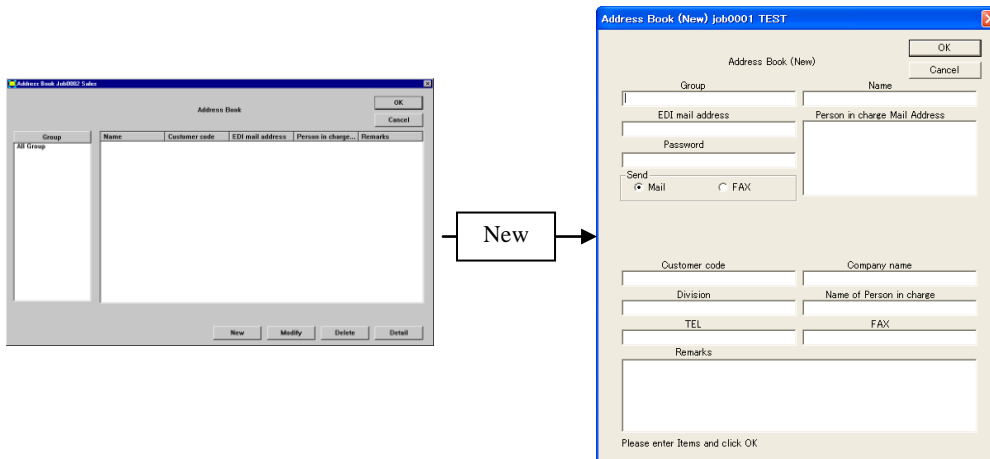 Address Book Job0002 Sales
Address Book
OK
Cancel
Group
All Group
Name Customer code EDI mail address Person in charge... Remarks
New Modify Delete Detail
New
Address Book (New) job0001 TEST
OK
Address Book (New)
Cancel
Group Name
EDI mail address Person in charge Mail Address
Password
Send
Mail FAX
Customer code Company name
Division Name of Person in charge
TEL FAX
Remarks
Please enter Items and click OK